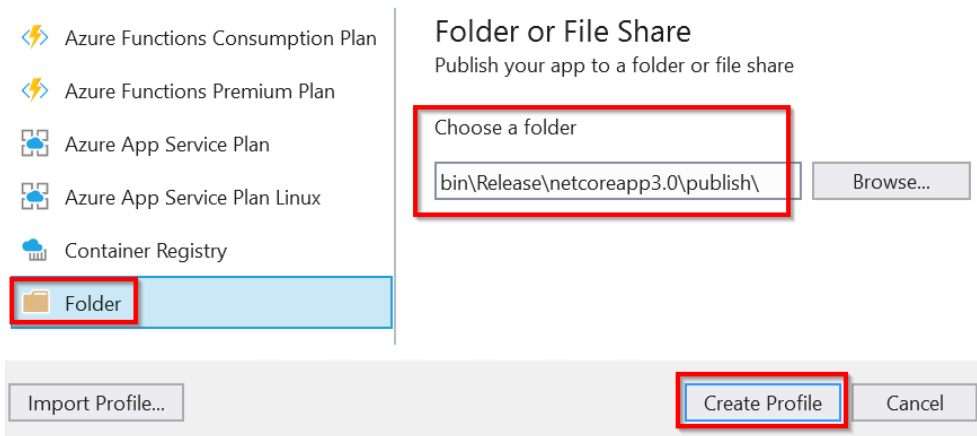 Azure Functions Consumption Plan
Azure Functions Premium Plan
Azure App Service Plan
Azure App Service Plan Linux
Container Registry
Folder
Folder or File Share
Publish your app to a folder or file share
Choose a folder
bin\Release\netcoreapp3.0\publish\
Browse...
Import Profile...
Create Profile
Cancel